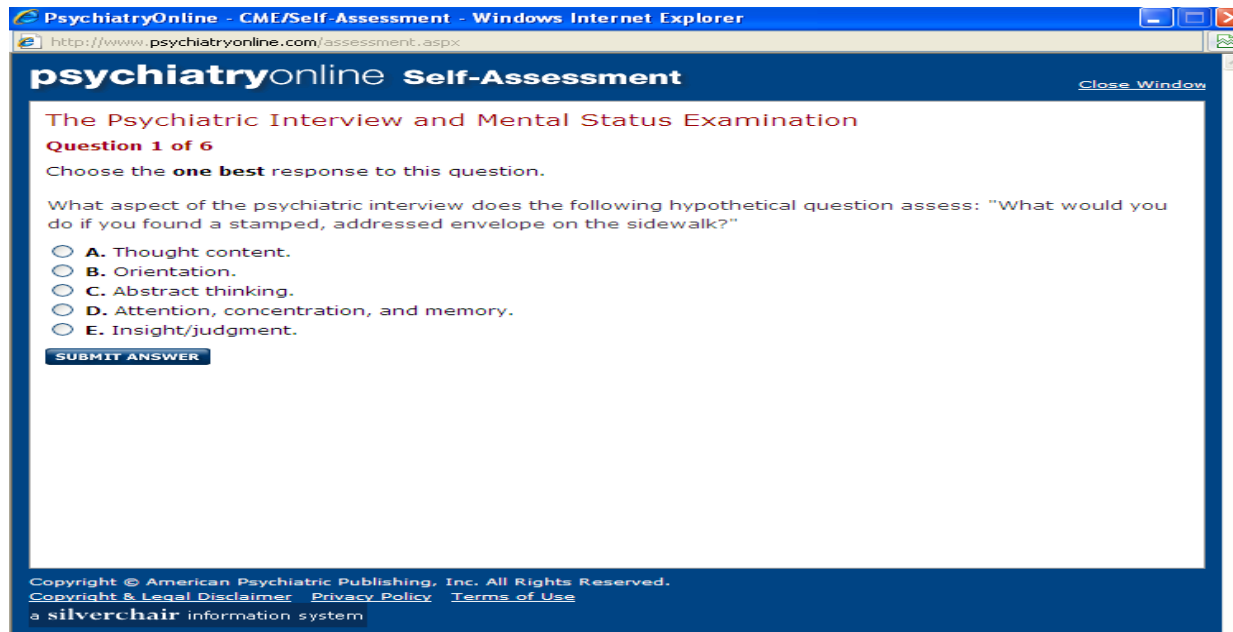 PsychiatryOnline - CME/Self-Assessment - Windows Internet Explorer
http://www.psychiatryonline.com/assessment.aspx
psychiatryonline Self-Assessment
Close Window
The Psychiatric Interview and Mental Status Examination
Question 1 of 6
Choose the one best response to this question.
What aspect of the psychiatric interview does the following hypothetical question assess: "What would you
do if you found a stamped, addressed envelope on the sidewalk?"
A. Thought content.
B. Orientation.
C. Abstract thinking.
D. Attention, concentration, and memory.
E. Insight/judgment.
SUBMIT ANSWER
Copyright © American Psychiatric Publishing, Inc. All Rights Reserved.
Copyright & Legal Disclaimer Privacy Policy Terms of Use
a silverchair information system